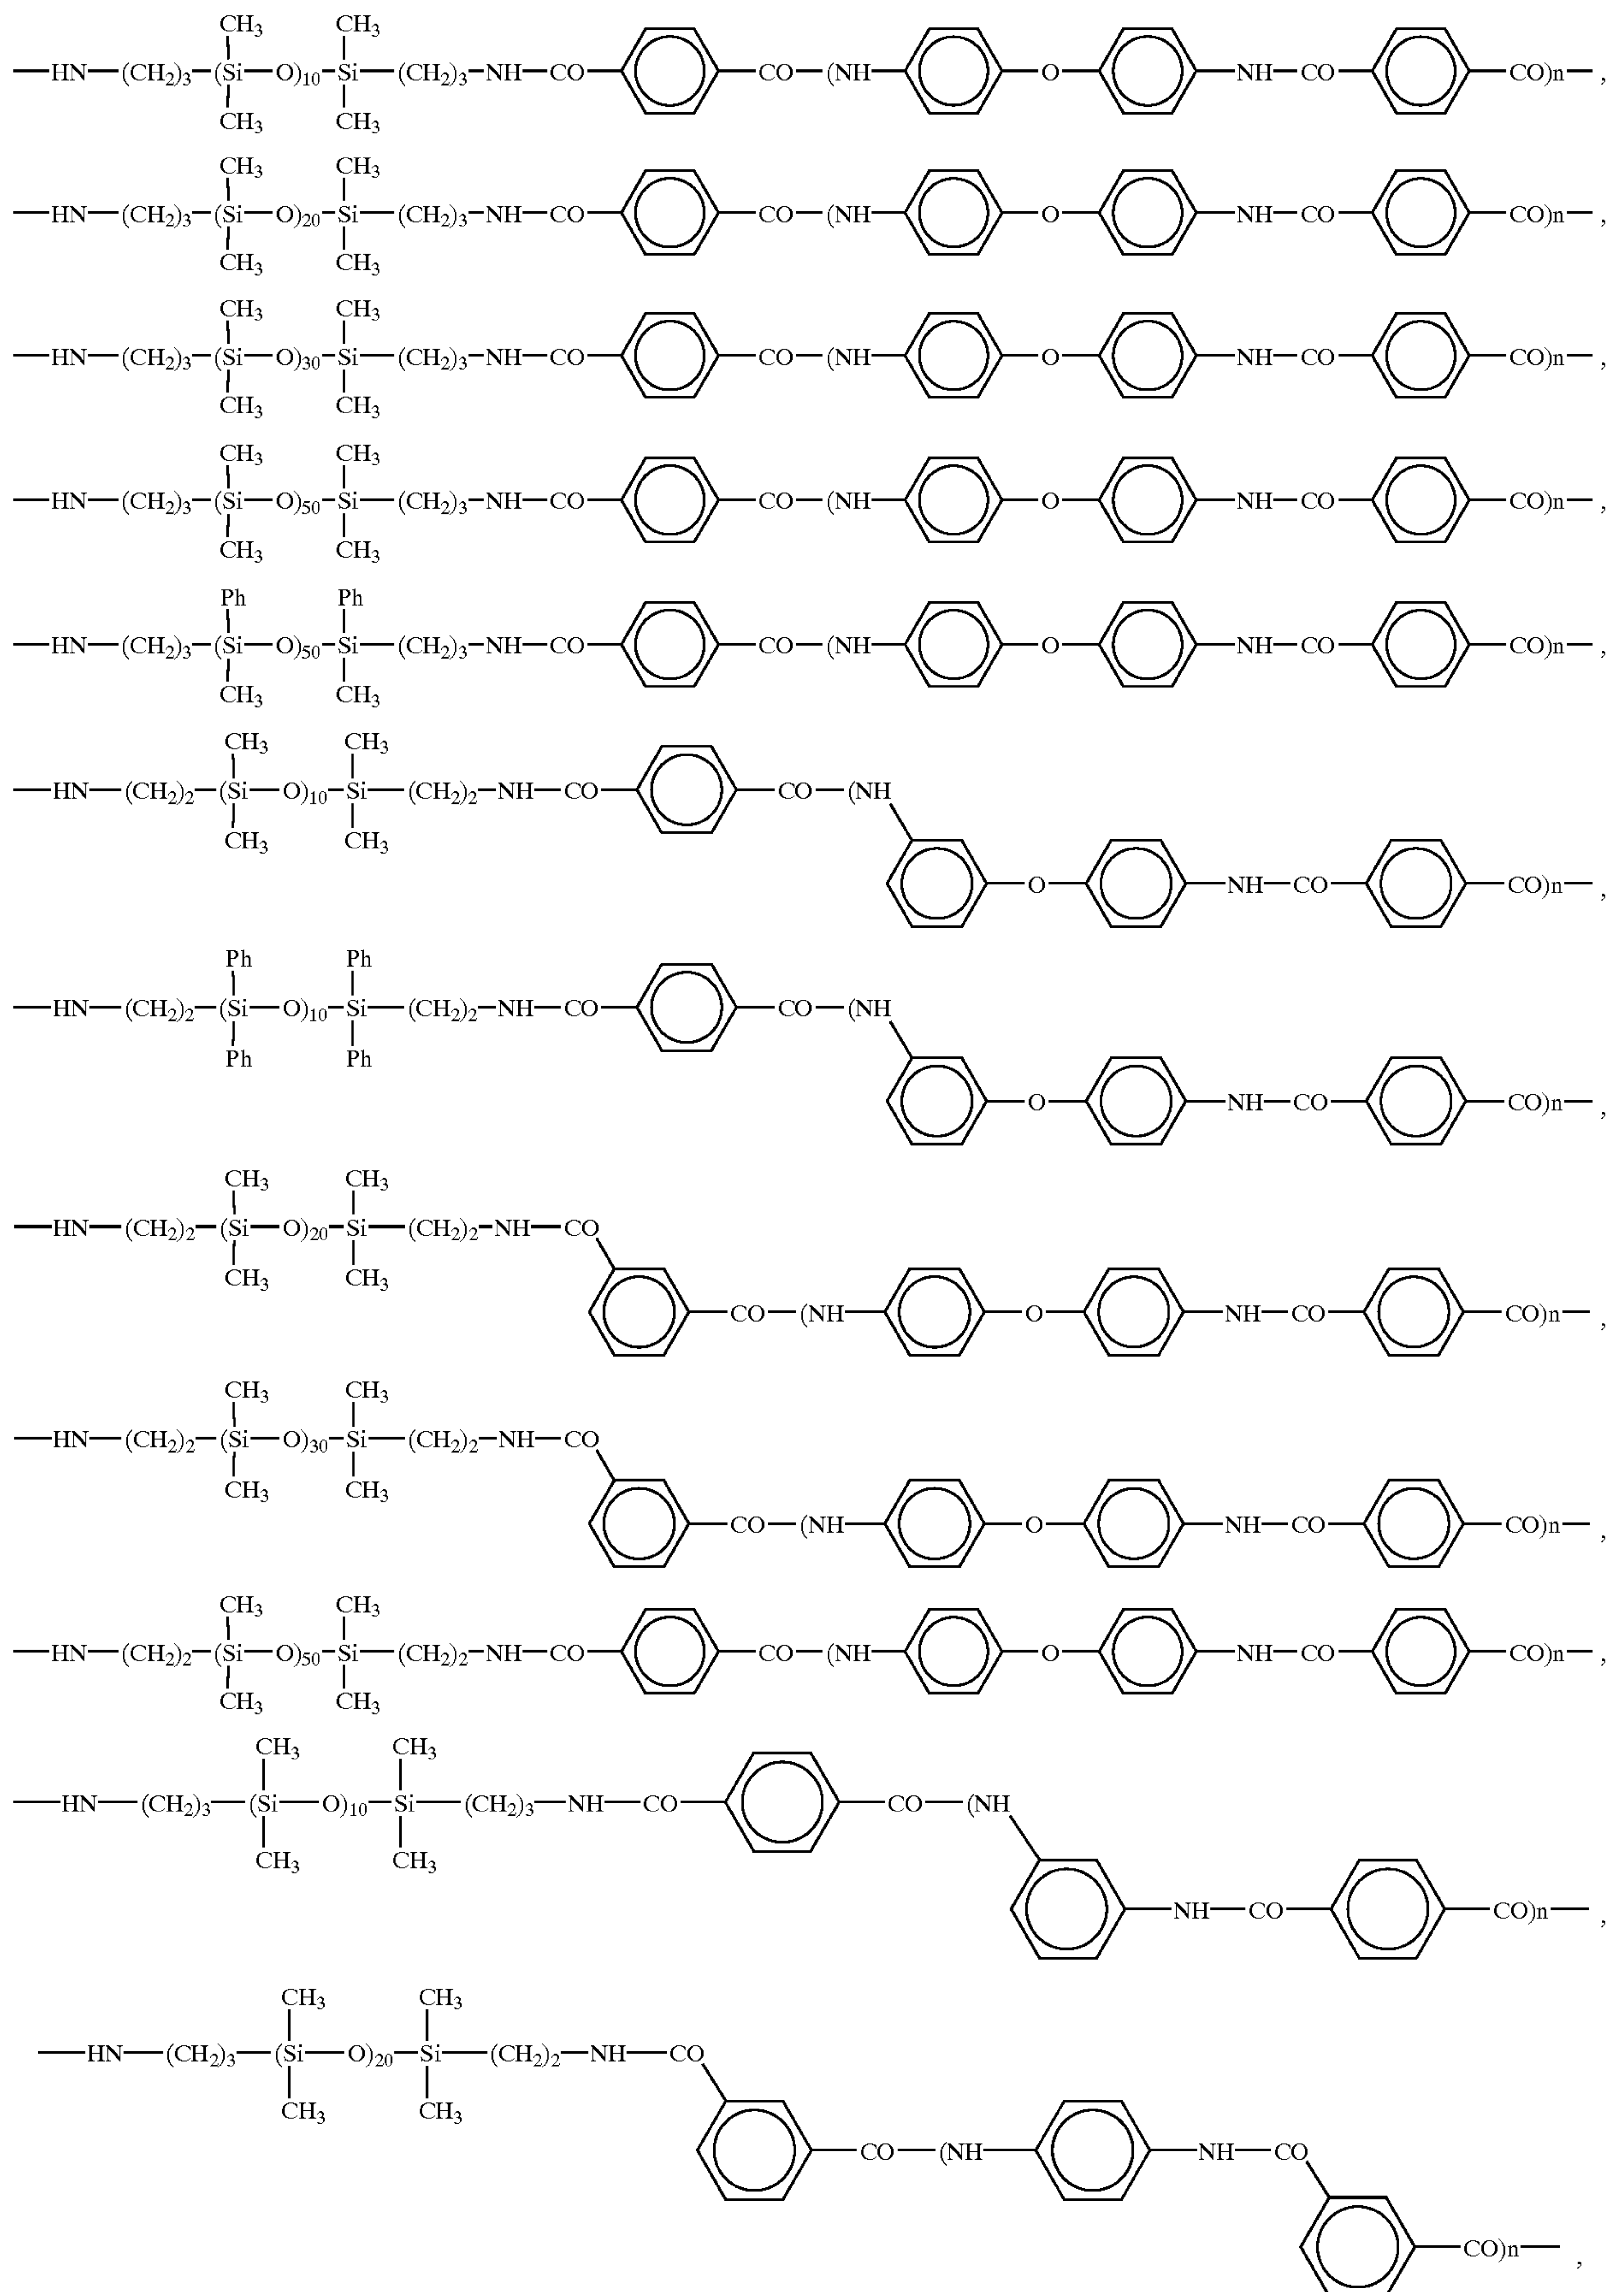 CH3 CH3
—HN—(CH2)3—(Si—O)10—Si—(CH2)3—NH—CO— —CO—(NH— —O— —NH—CO— —CO)n—,
CH3 CH3
CH3 CH3
—HN—(CH2)3—(Si—O)20—Si—(CH2)3—NH—CO— —CO—(NH— —O— —NH—CO— —CO)n—,
CH3 CH3
CH3 CH3
—HN—(CH2)3—(Si—O)30—Si—(CH2)3—NH—CO— —CO—(NH— —O— —NH—CO— —CO)n—,
CH3 CH3
CH3 CH3
—HN—(CH2)3—(Si—O)50—Si—(CH2)3—NH—CO— —CO—(NH— —O— —NH—CO— —CO)n—,
CH3 CH3
Ph Ph
—HN—(CH2)3—(Si—O)50—Si—(CH2)3—NH—CO— —CO—(NH— —O— —NH—CO— —CO)n—,
CH3 CH3
CH3 CH3
—HN—(CH2)2—(Si—O)10—Si—(CH2)2—NH—CO— —CO—(NH
CH3 CH3
—O— —NH—CO— —CO)n—,
Ph Ph
—HN—(CH2)2—(Si—O)10—Si—(CH2)2—NH—CO— —CO—(NH
Ph Ph
—O— —NH—CO— —CO)n—,
CH3 CH3
—HN—(CH2)2—(Si—O)20—Si—(CH2)2—NH—CO
CH3 CH3
—CO—(NH— —O— —NH—CO— —CO)n—,
CH3 CH3
—HN—(CH2)2—(Si—O)30—Si—(CH2)2—NH—CO
CH3 CH3
—CO—(NH— —O— —NH—CO— —CO)n—,
CH3 CH3
—HN—(CH2)2—(Si—O)50—Si—(CH2)2—NH—CO— —CO—(NH— —O— —NH—CO— —CO)n—,
CH3 CH3
CH3 CH3
—HN—(CH2)3—(Si—O)10—Si—(CH2)3—NH—CO— —CO—(NH
CH3 CH3
—NH—CO— —CO)n—,
CH3 CH3
—HN—(CH2)3—(Si—O)20—Si—(CH2)2—NH—CO
CH3 CH3
—CO—(NH— —NH—CO
—CO)n—,